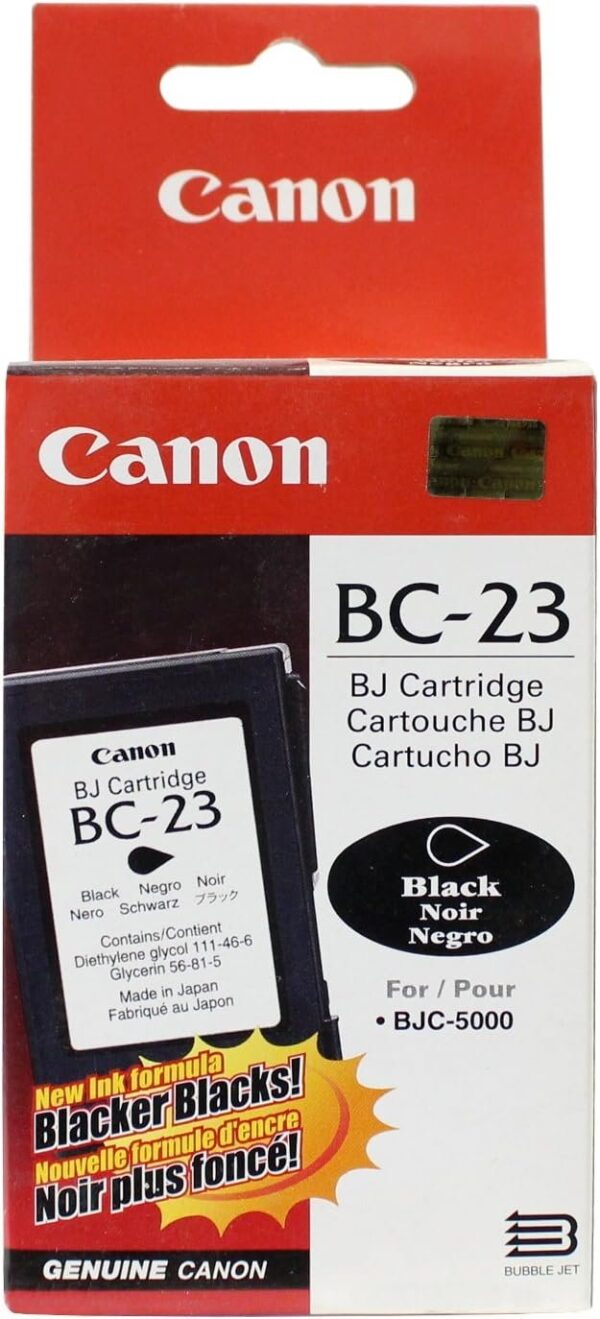 Canon
Canon
BC-23
BJ Cartridge
Cartouche BJ
Cartucho BJ
Canon
BJ Cartridge
BC-23
Black Negro Noir
Nero Schwarz ブラック
Contains/Contient
Diethylene glycol 111-46-6
Glycerin 56-81-5
Made in Japan
Fabriqué au Japon
Black
Noir
Negro
For / Pour
• BJC-5000
New Ink formula
Blacker Blacks!
Nouvelle formule d'encre
Noir plus foncé!
GENUINE CANON
BUBBLE JET